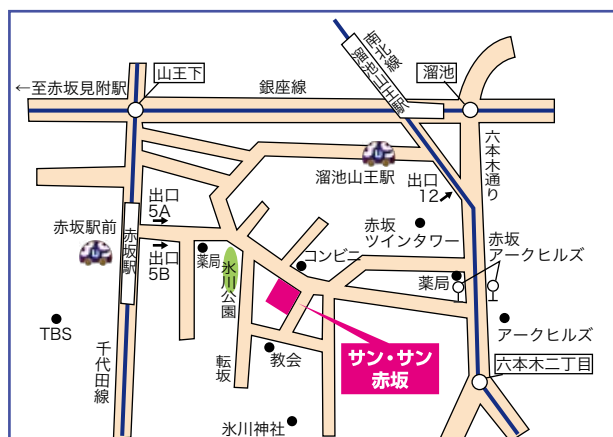 南北線
溜池山王駅
山王下
溜池
←至赤坂見附駅
銀座線
六本木通り
溜池山王駅
出口
12
出口
5A
赤坂駅前
赤坂駅
出口
5B
薬局
氷川公園
コンビニ
赤坂
ツインタワー
赤坂
アークヒルズ
薬局
TBS
千代田線
転坂
教会
サン・サン
赤坂
アークヒルズ
六本木二丁目
氷川神社